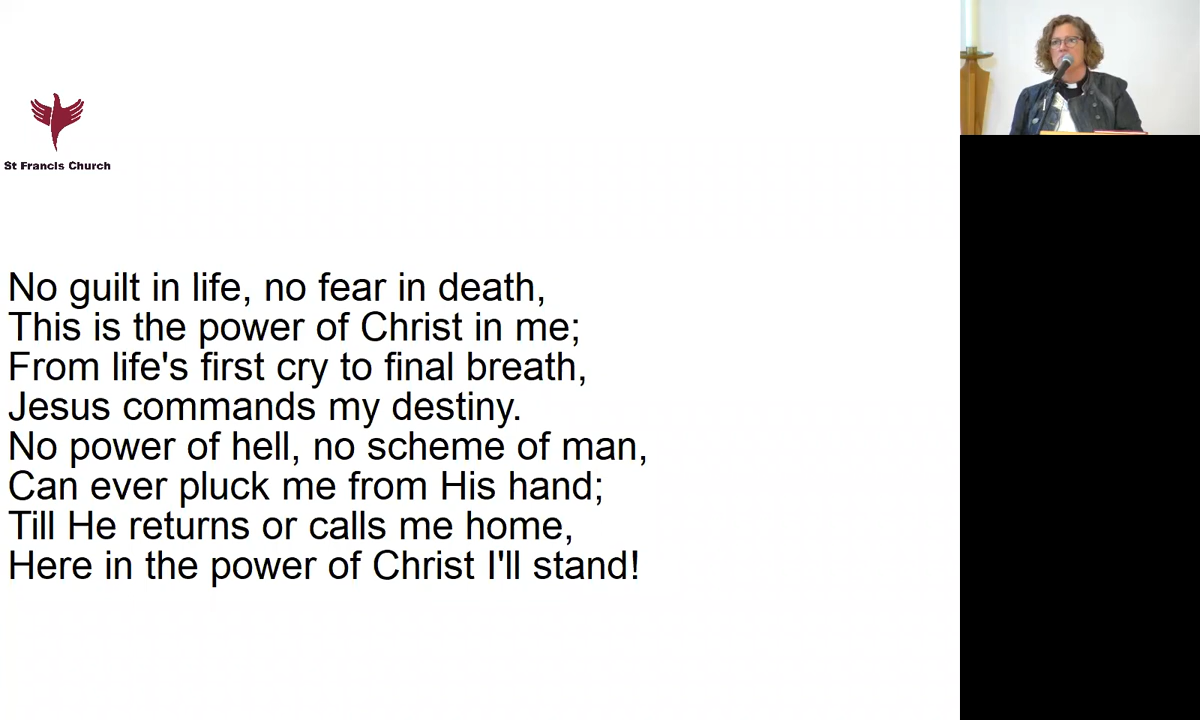 St Francis Church
No guilt in life, no fear in death,
This is the power of Christ in me;
From life's first cry to final breath,
Jesus commands my destiny.
No power of hell, no scheme of man,
Can ever pluck me from His hand;
Till He returns or calls me home,
Here in the power of Christ I'll stand!